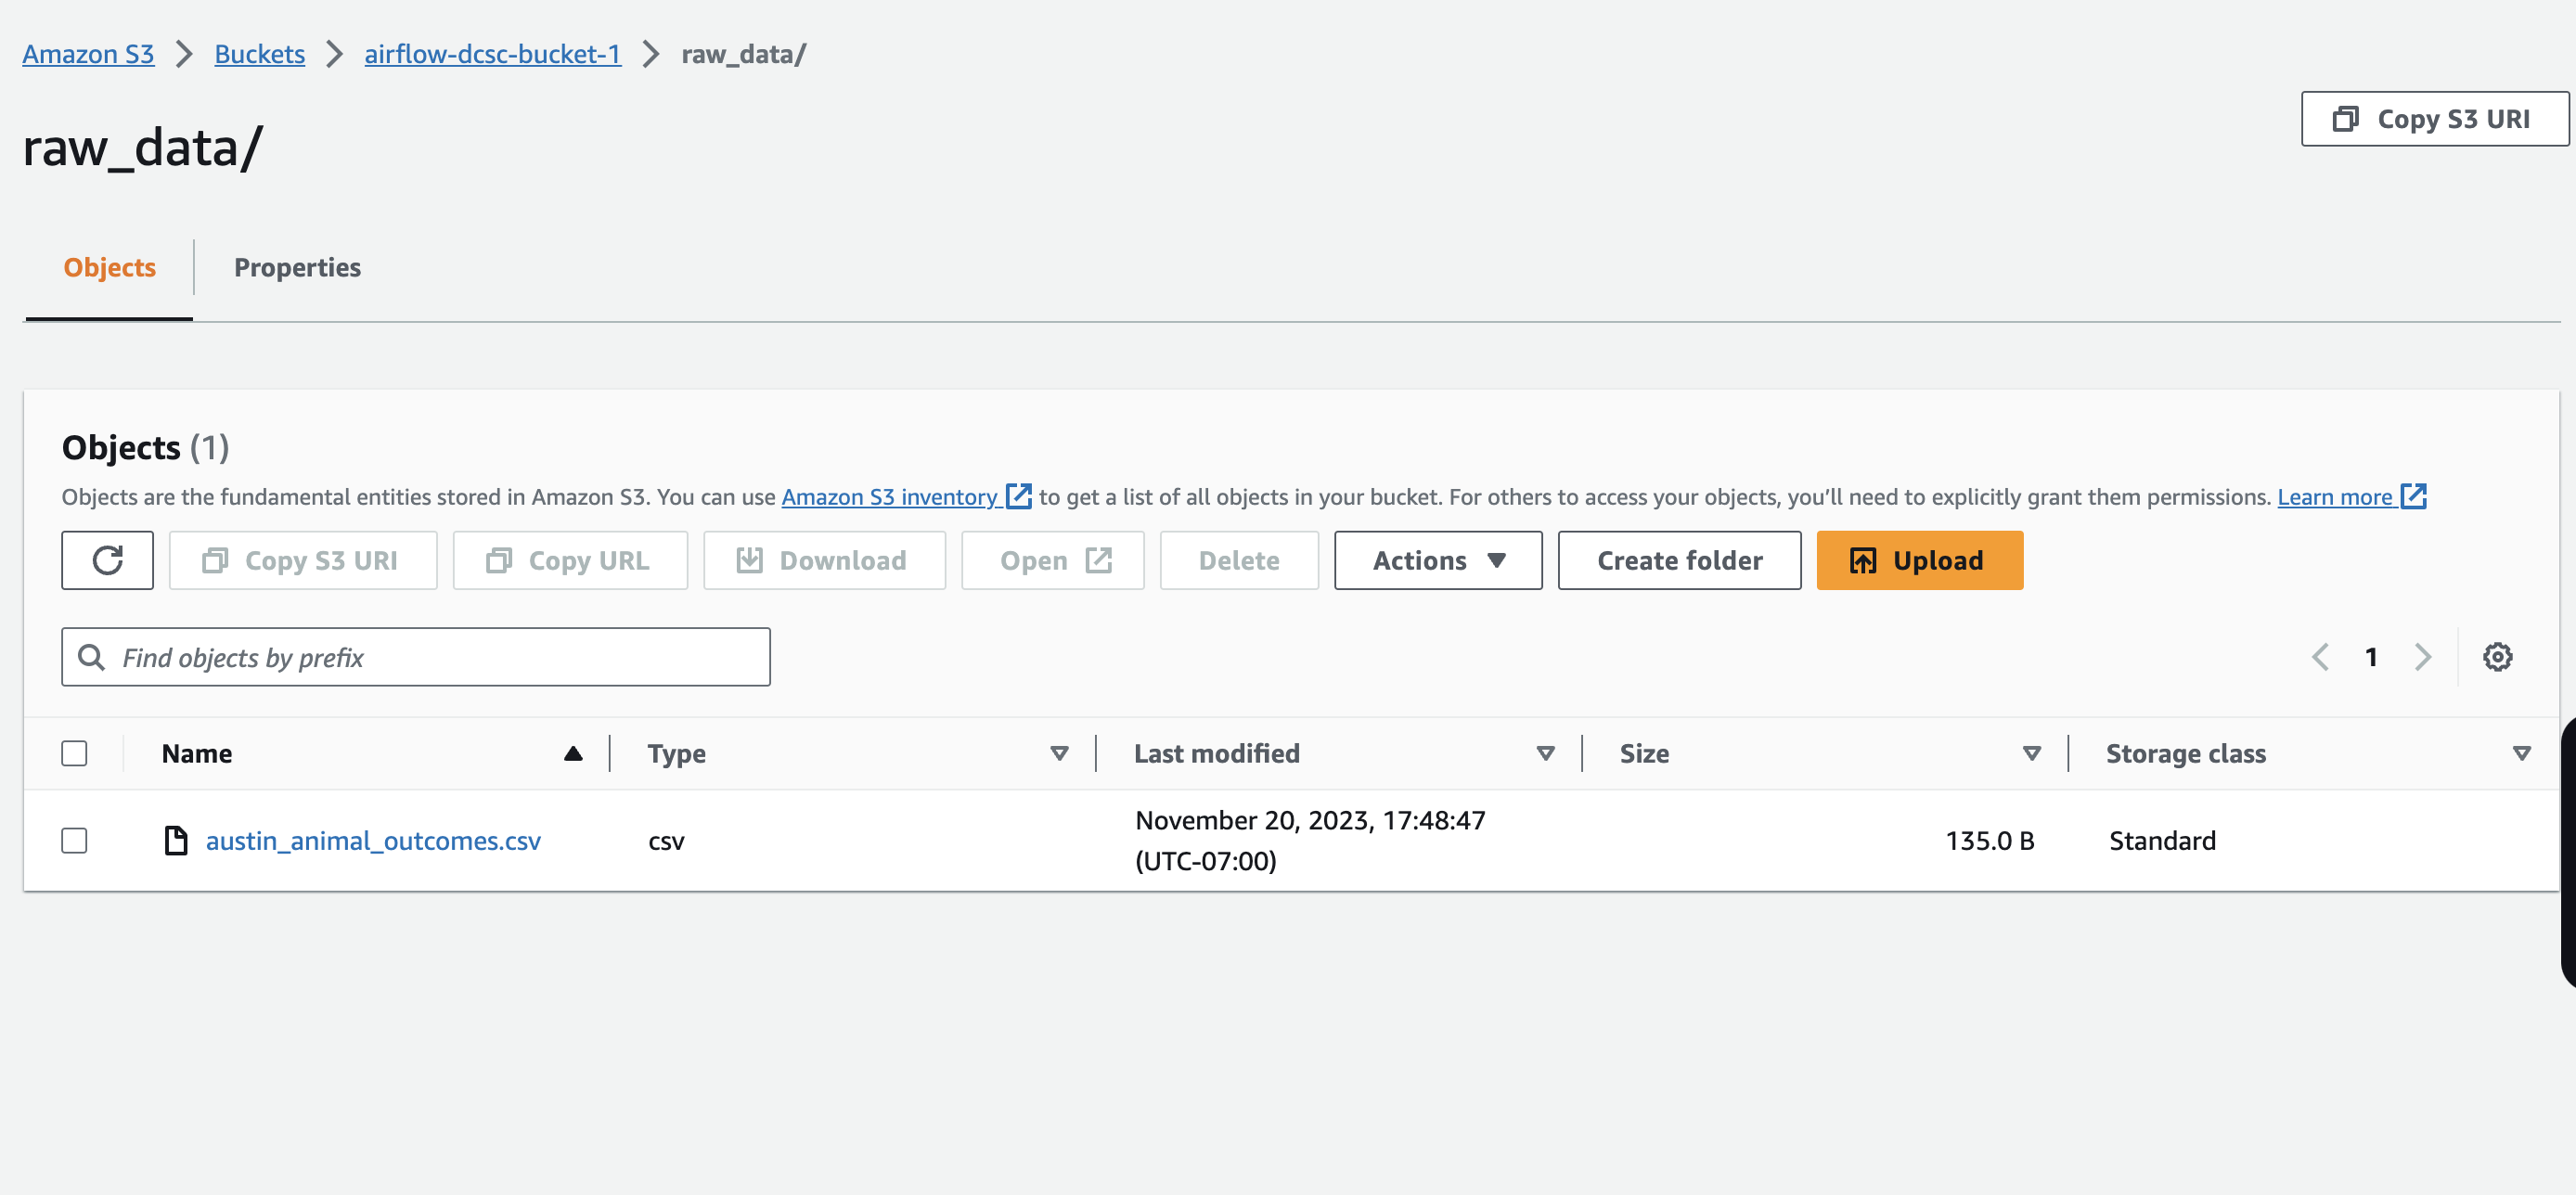 Amazon S3 > Buckets > airflow-dcsc-bucket-1 > raw_data/
Copy S3 URI
raw_data/
Objects Properties
Objects (1)
Objects are the fundamental entities stored in Amazon S3. You can use Amazon S3 inventory to get a list of all objects in your bucket. For others to access your objects, you’ll need to explicitly grant them permissions. Learn more
Copy S3 URI Copy URL Download Open Delete Actions Create folder Upload
Find objects by prefix 1
Name Type Last modified Size Storage class
austin_animal_outcomes.csv csv November 20, 2023, 17:48:47 (UTC-07:00) 135.0 B Standard